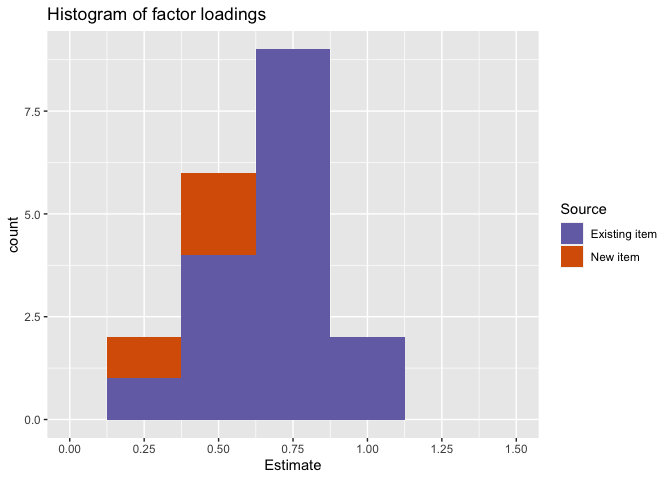 Histogram of factor loadings
7.5
5.0
2.5
0.0
count
0.00 0.25 0.50 0.75 1.00 1.25 1.50
Estimate
Source
Existing item
New item